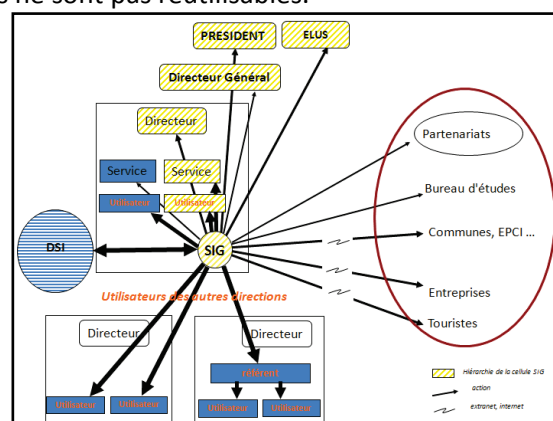 s ne sont pas réutilisables.
PRESIDENT
ELUS
Directeur Général
Directeur
Partenariats
Service
Service
Bureau d'études
Utilisateur
Utilisateur
Communes, EPCI ...
DSI
SIG
Utilisateurs des autres directions
Entreprises
Touristes
Directeur
Directeur
référent
Hiérarchie de la cellule SIG
action
extranet, internet
Utilisateur
Utilisateur
Utilisateur
Utilisateur